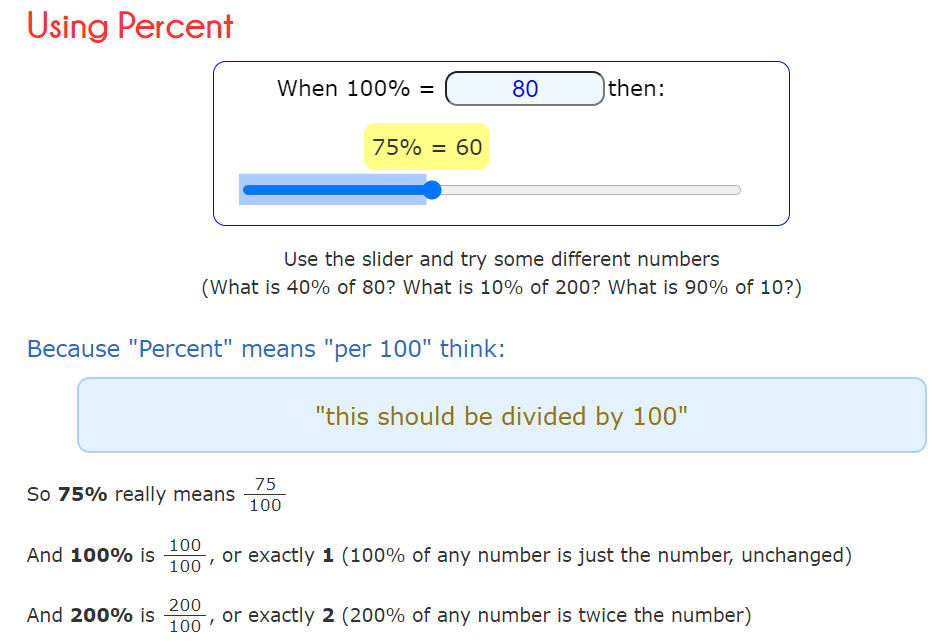 Using Percent
When 100% = 80 then:
75% = 60
Use the slider and try some different numbers
(What is 40% of 80? What is 10% of 200? What is 90% of 10?)
Because "Percent" means "per 100" think:
"this should be divided by 100"
So 75% really means 75/100
And 100% is 100/100, or exactly 1 (100% of any number is just the number, unchanged)
And 200% is 200/100, or exactly 2 (200% of any number is twice the number)